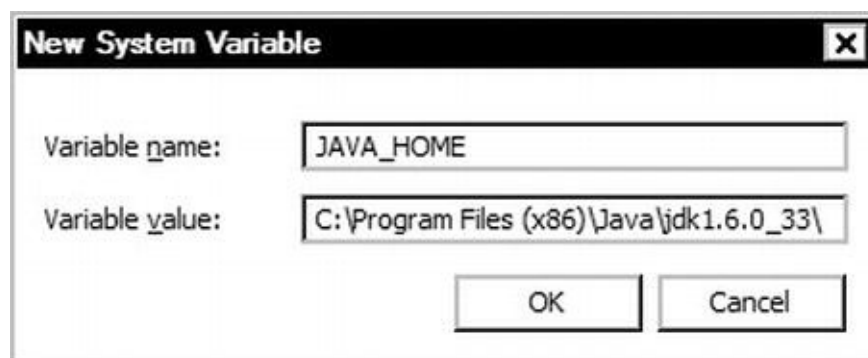 New System Variable
Variable name: JAVA_HOME
Variable value: C:\Program Files (x86)\Java\jdk1.6.0_33\
OK Cancel